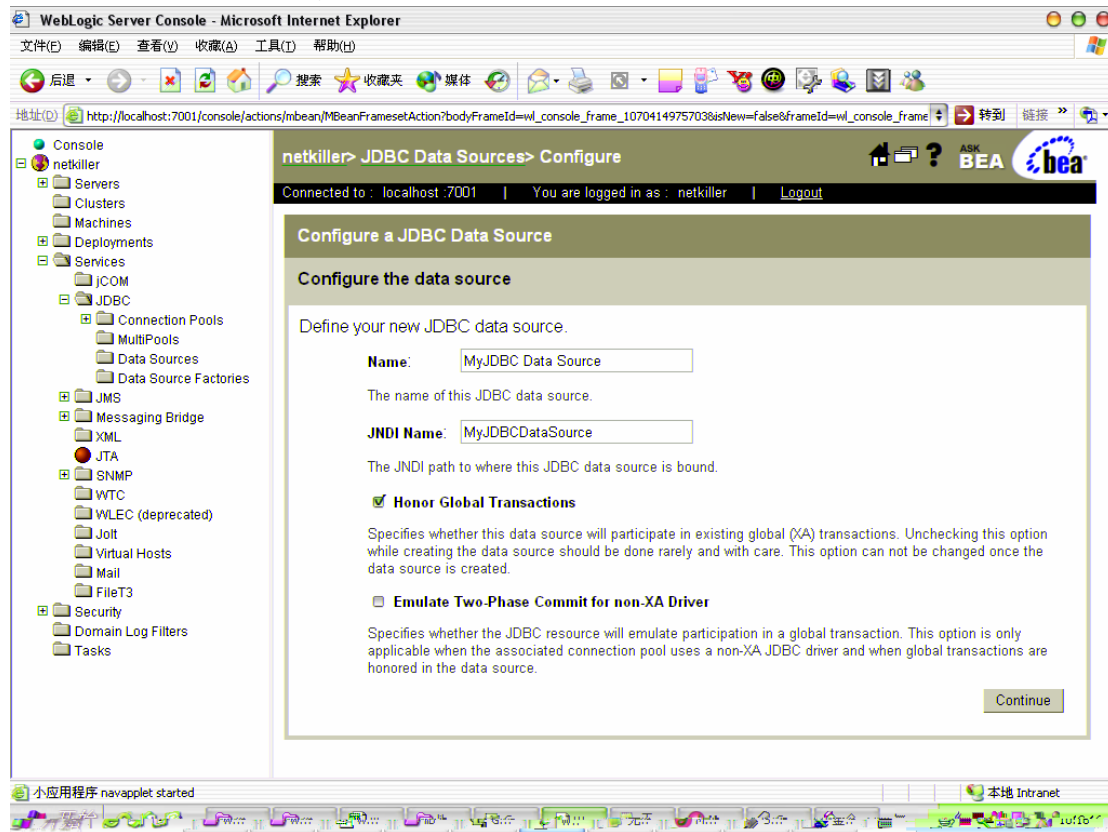 WebLogic Server Console - Microsoft Internet Explorer
文件(F) 编辑(E) 查看(V) 收藏(A) 工具(T) 帮助(H)
后退 搜索 收藏夹 媒体
地址(D) http://localhost:7001/console/actions/mbean/MBeanFramesetAction?bodyFrameId=wl_console_frame_1070414975703&isNew=false&frameId=wl_console_frame 转到 链接 »
Console
netkiller
Servers
Clusters
Machines
Deployments
Services
jCOM
JDBC
Connection Pools
MultiPools
Data Sources
Data Source Factories
JMS
Messaging Bridge
XML
JTA
SNMP
WTC
WLEC (deprecated)
Jolt
Virtual Hosts
Mail
FileT3
Security
Domain Log Filters
Tasks
netkiller> JDBC Data Sources> Configure
ASK BEA
bea
Connected to : localhost :7001 | You are logged in as : netkiller | Logout
Configure a JDBC Data Source
Configure the data source
Define your new JDBC data source.
Name: MyJDBC Data Source
The name of this JDBC data source.
JNDI Name: MyJDBCDataSource
The JNDI path to where this JDBC data source is bound.
Honor Global Transactions
Specifies whether this data source will participate in existing global (XA) transactions. Unchecking this option
while creating the data source should be done rarely and with care. This option can not be changed once the
data source is created.
Emulate Two-Phase Commit for non-XA Driver
Specifies whether the JDBC resource will emulate participation in a global transaction. This option is only
applicable when the associated connection pool uses a non-XA JDBC driver and when global transactions are
honored in the data source.
Continue
小应用程序 navapplet started 本地 Intranet